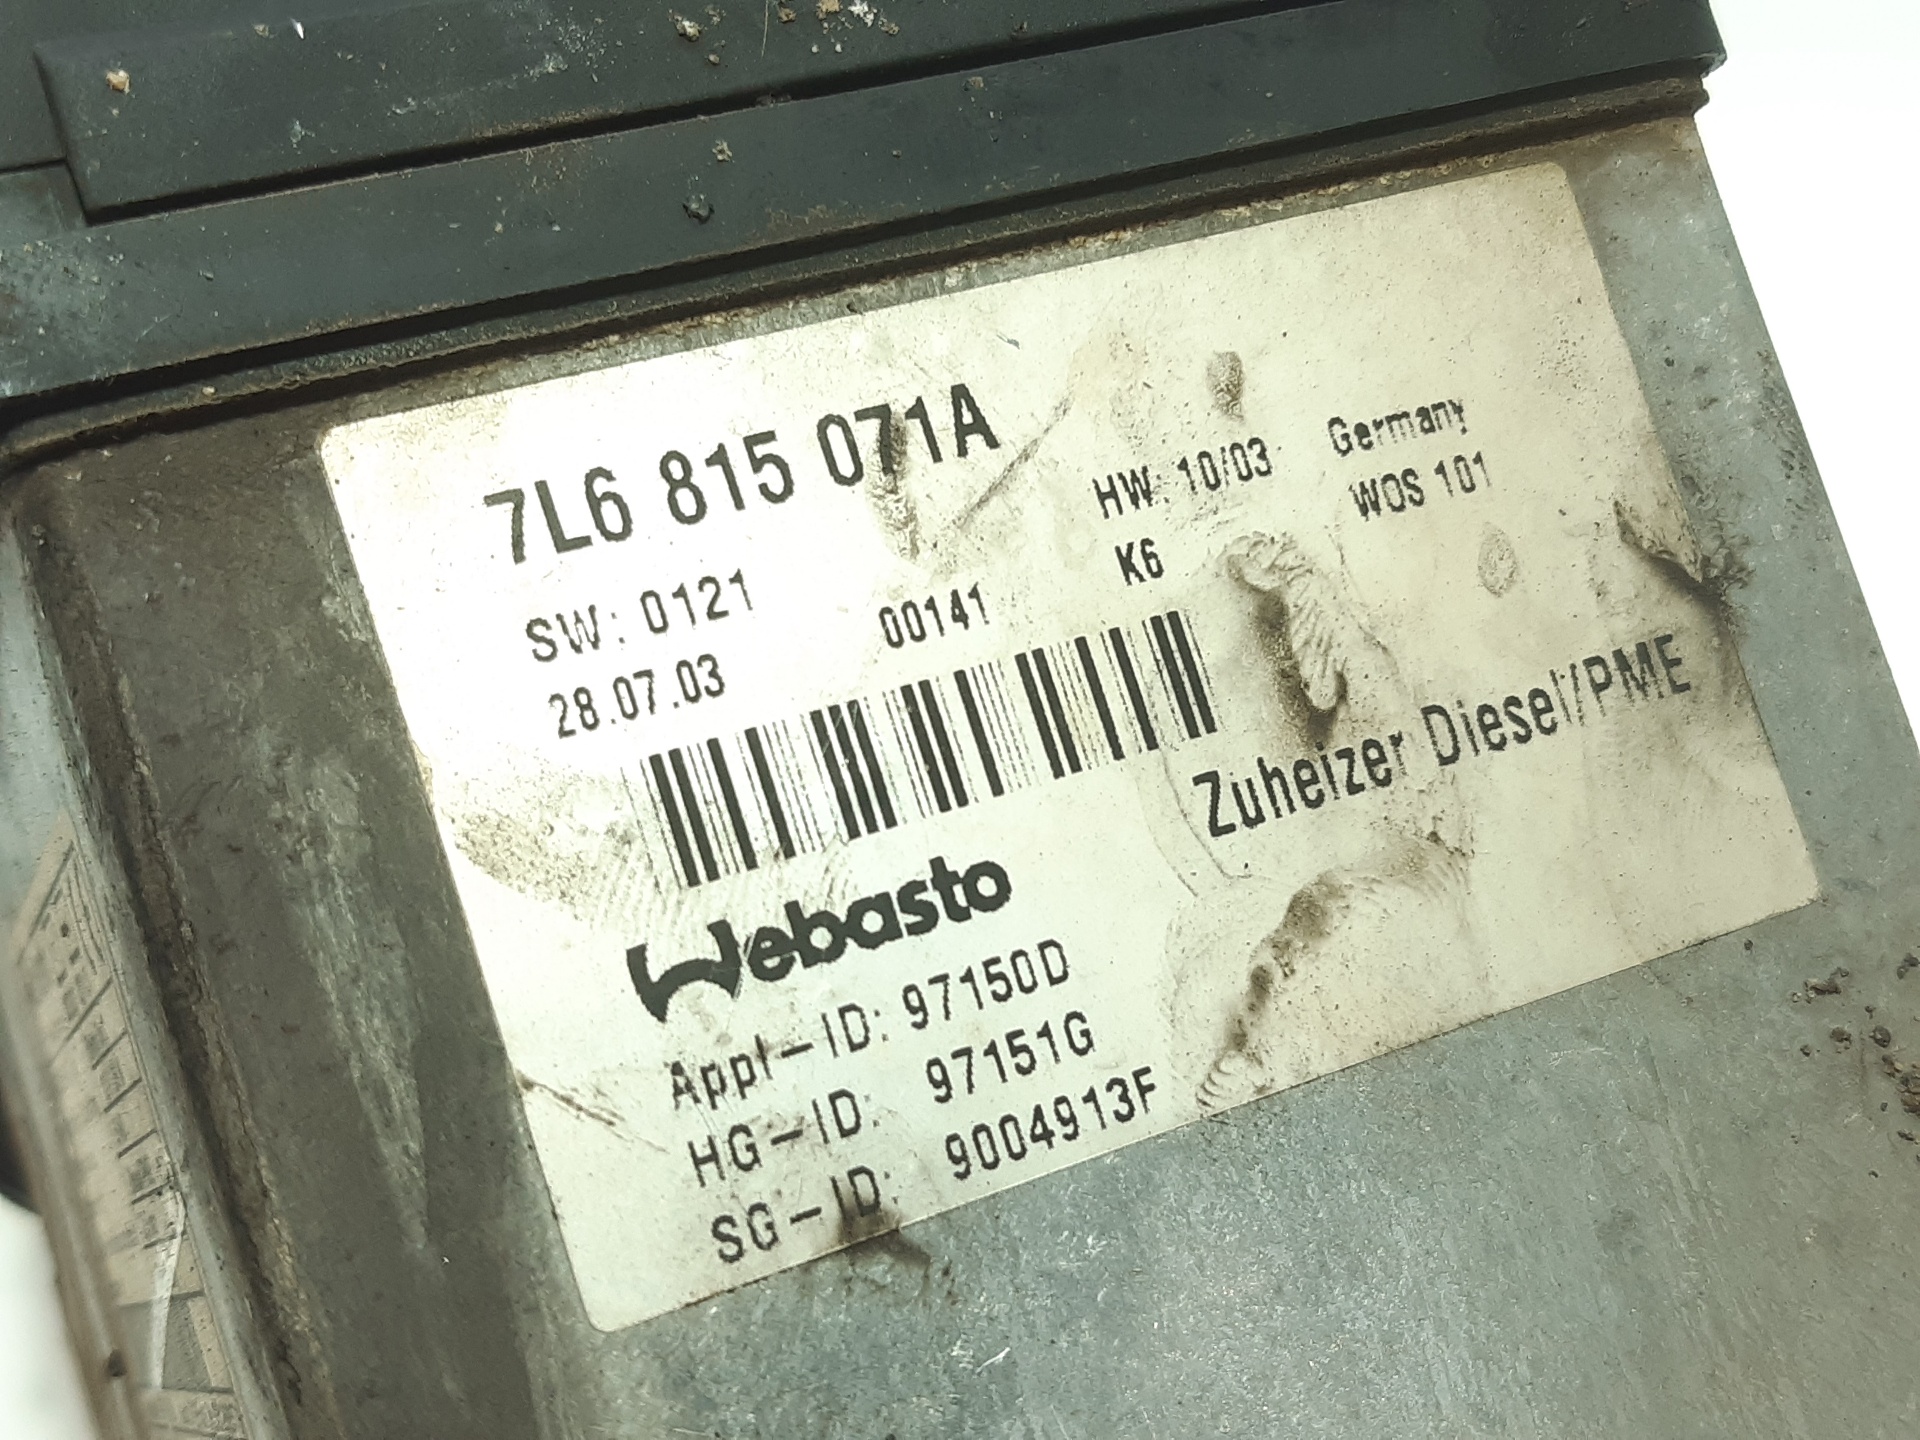 7L6 815 071A
HW: 10/03 Germany
SW: 0121 K6 WOS 101
28.07.03 00141
Zuheizer Diesel/PME
Webasto
Appl-ID: 97150D
HG-ID: 97151G
SG-ID: 9004913F